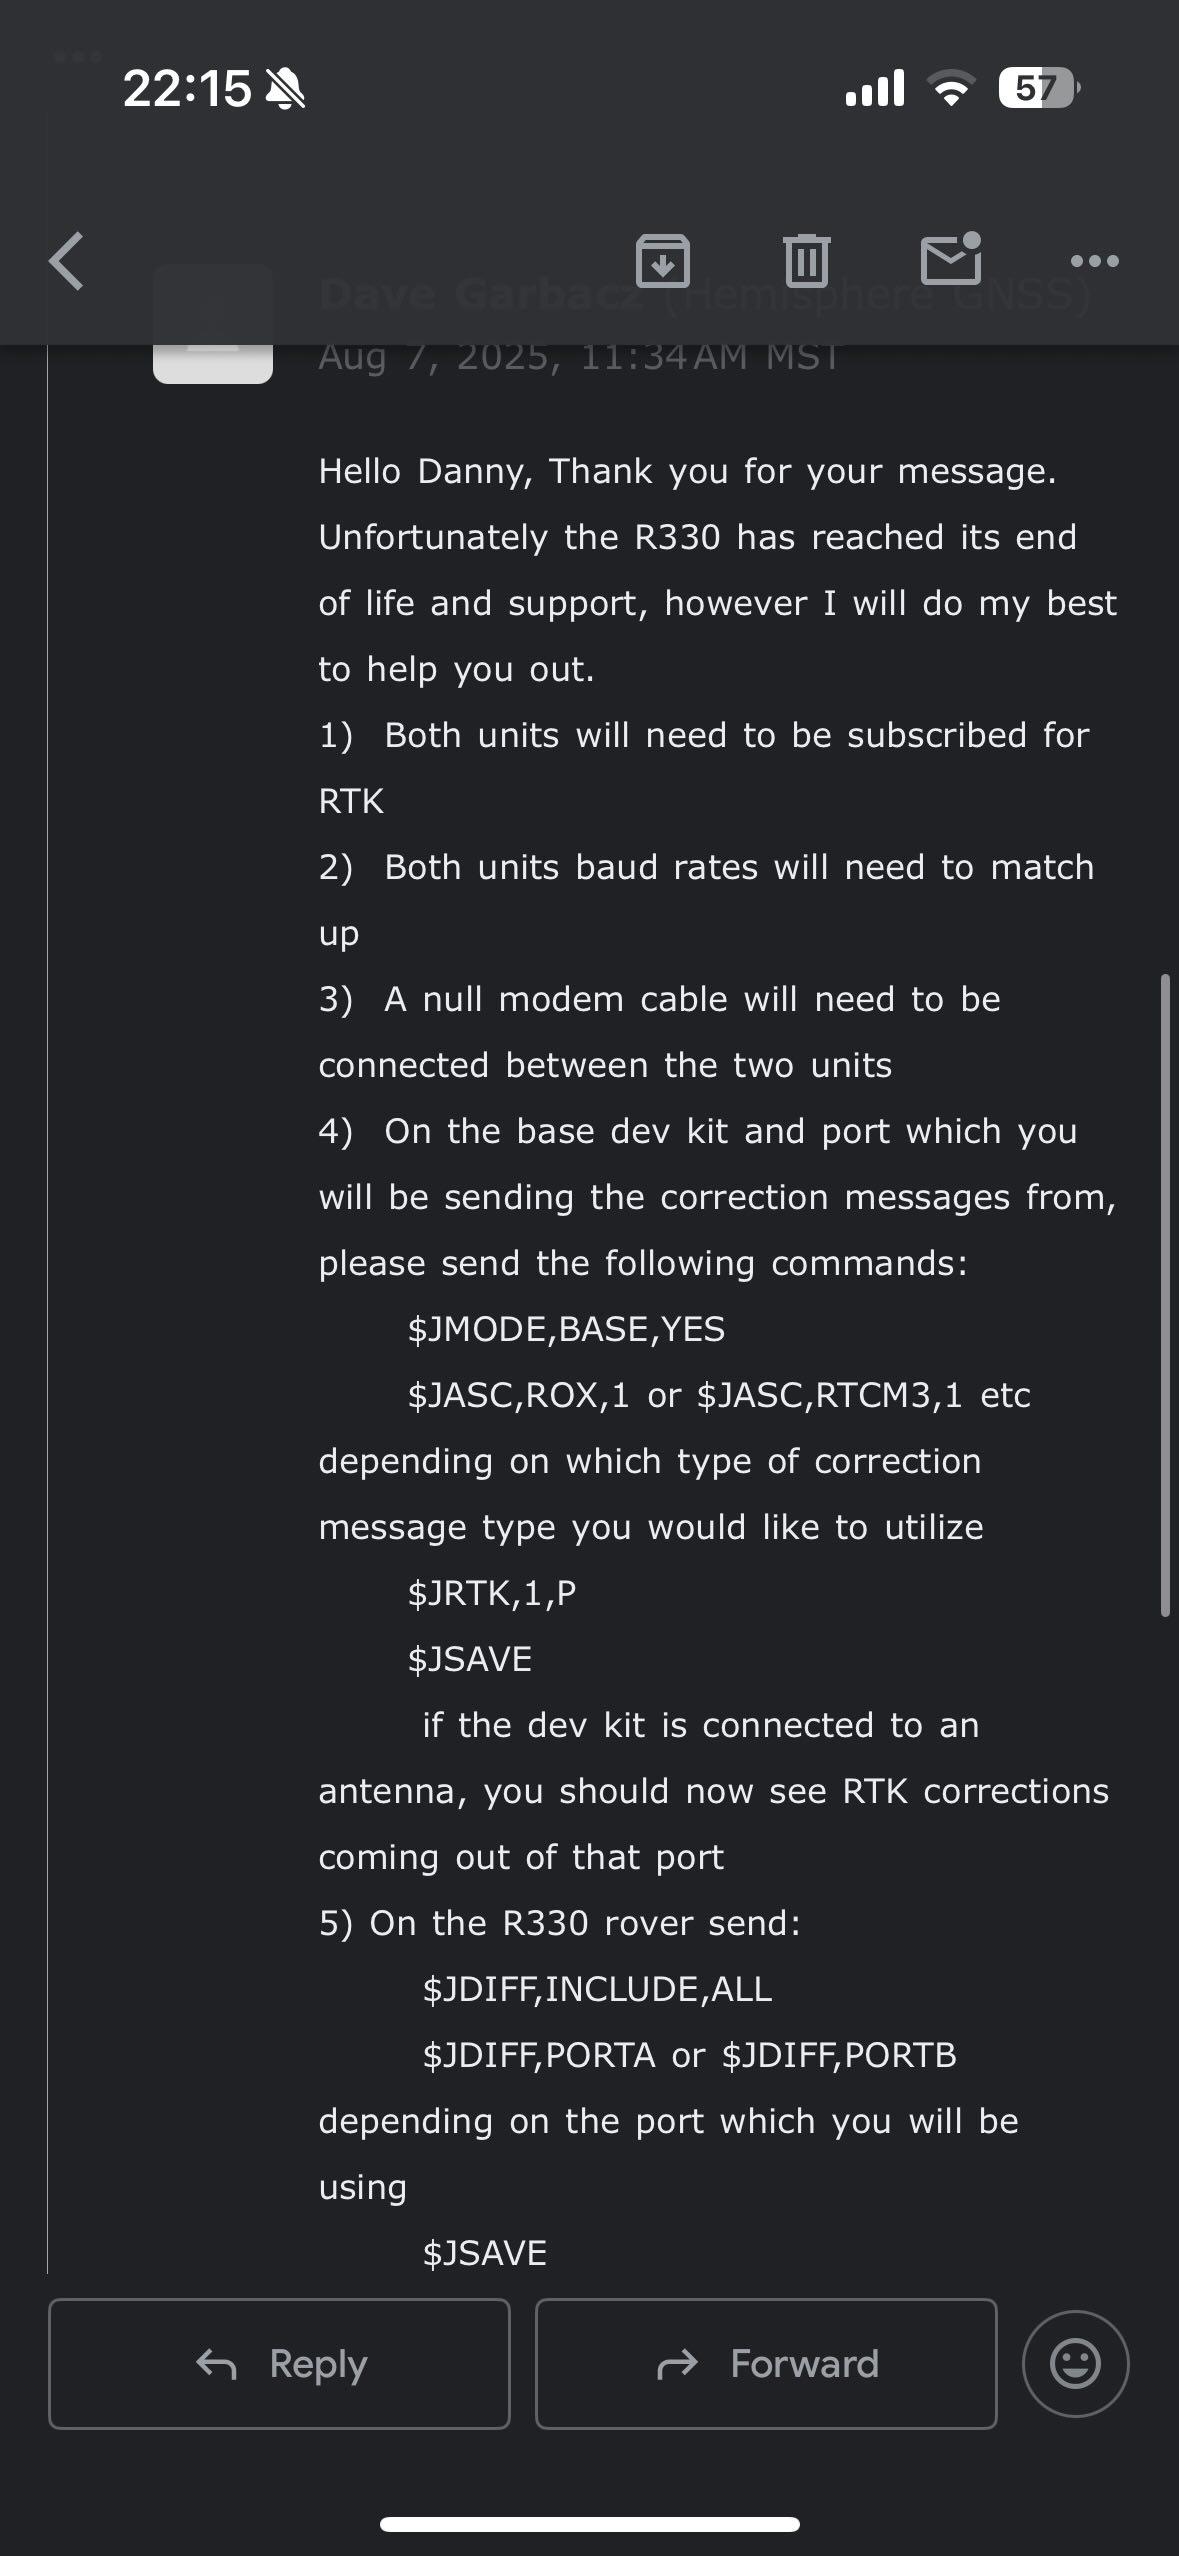 22:15
57
Dave Garbacz (Hemisphere GNSS)
Aug 7, 2025, 11:34 AM MST
Hello Danny, Thank you for your message.
Unfortunately the R330 has reached its end
of life and support, however I will do my best
to help you out.
1)  Both units will need to be subscribed for
RTK
2)  Both units baud rates will need to match
up
3)  A null modem cable will need to be
connected between the two units
4)  On the base dev kit and port which you
will be sending the correction messages from,
please send the following commands:
$JMODE,BASE,YES
$JASC,ROX,1 or $JASC,RTCM3,1 etc
depending on which type of correction
message type you would like to utilize
$JRTK,1,P
$JSAVE
if the dev kit is connected to an
antenna, you should now see RTK corrections
coming out of that port
5) On the R330 rover send:
$JDIFF,INCLUDE,ALL
$JDIFF,PORTA or $JDIFF,PORTB
depending on the port which you will be
using
$JSAVE
Reply
Forward